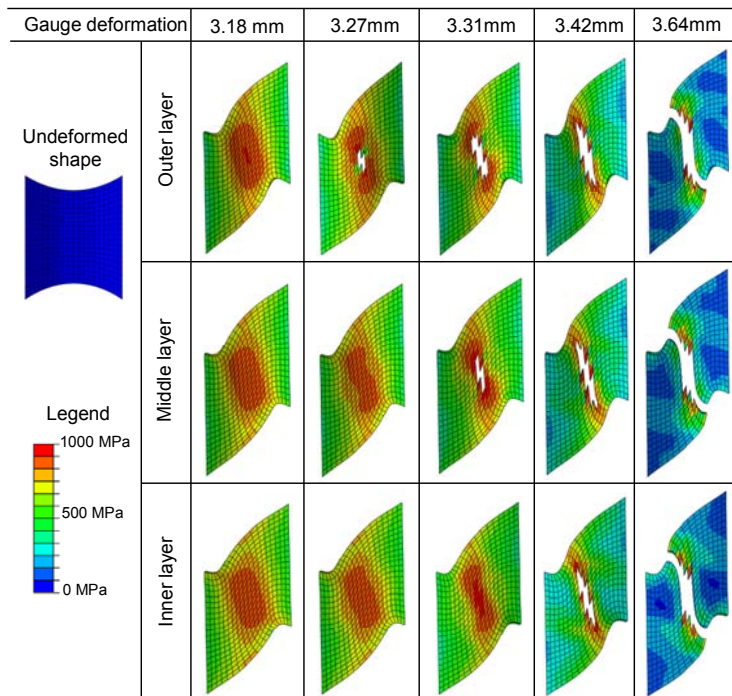 Gauge deformation
3.18 mm
3.27mm
3.31mm
3.42mm
3.64mm
Undeformed
shape
Outer layer
Middle layer
Legend
1000 MPa
500 MPa
0 MPa
Inner layer